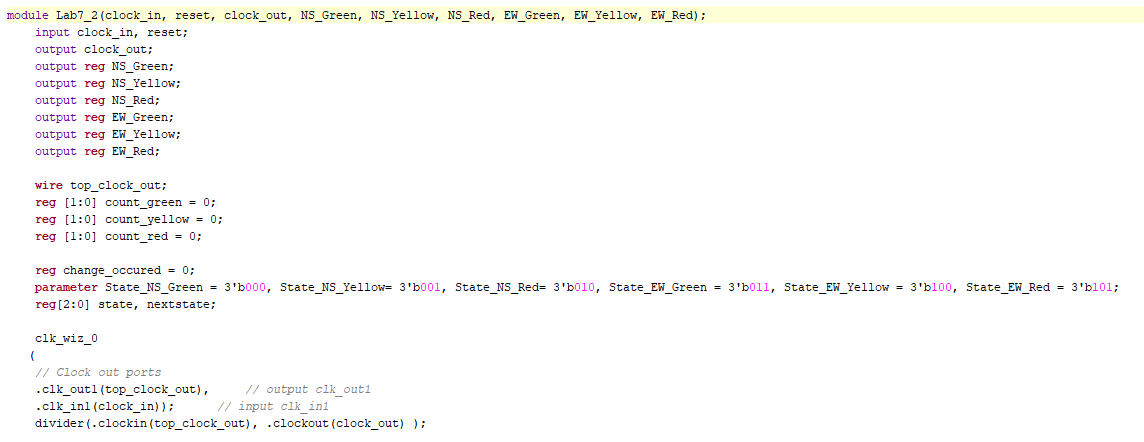 module Lab7_2(clock_in, reset, clock_out, NS_Green, NS_Yellow, NS_Red, EW_Green, EW_Yellow, EW_Red);
input clock_in, reset;
output clock_out;
output reg NS_Green;
output reg NS_Yellow;
output reg NS_Red;
output reg EW_Green;
output reg EW_Yellow;
output reg EW_Red;
wire top_clock_out;
reg [1:0] count_green = 0;
reg [1:0] count_yellow = 0;
reg [1:0] count_red = 0;
reg change_occured = 0;
parameter State_NS_Green = 3'b000, State_NS_Yellow= 3'b001, State_NS_Red= 3'b010, State_EW_Green = 3'b011, State_EW_Yellow = 3'b100, State_EW_Red = 3'b101;
reg[2:0] state, nextstate;
clk_wiz_0
(
// Clock out ports
.clk_out1(top_clock_out), // output clk_out1
.clk_in1(clock_in)); // input clk_in1
divider(.clockin(top_clock_out), .clockout(clock_out) );